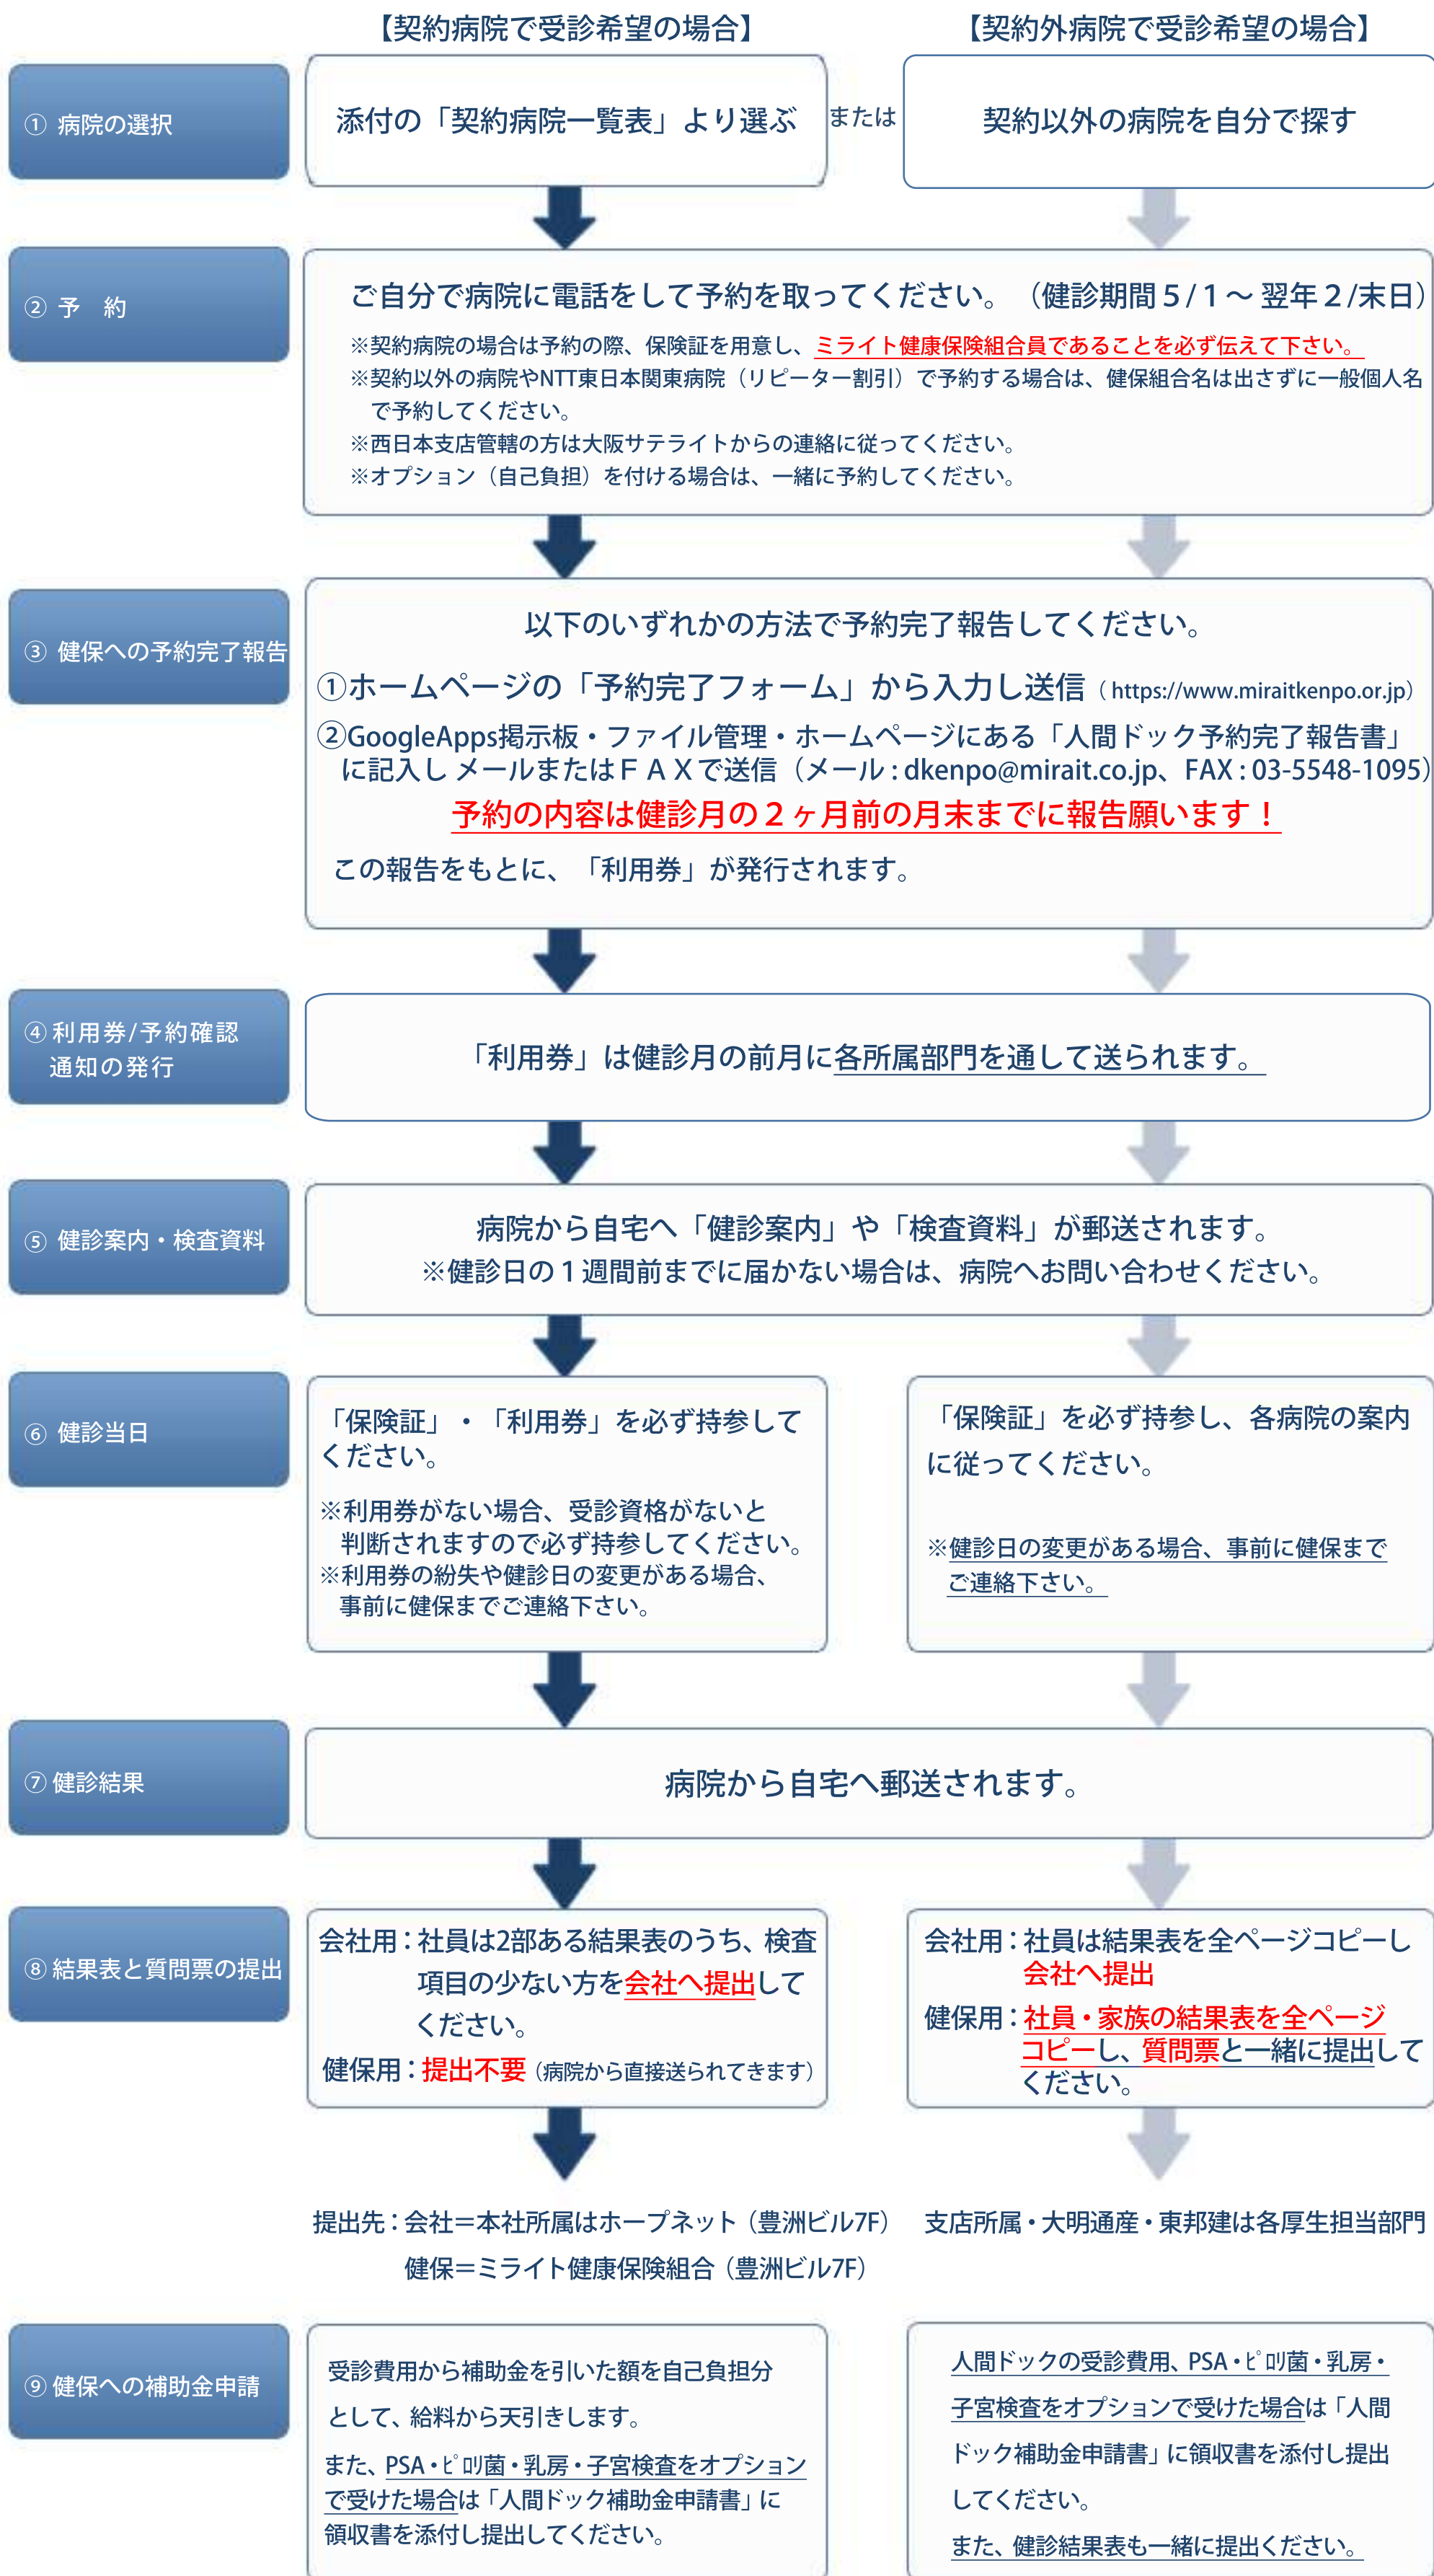 【契約病院で受診希望の場合】
【契約外病院で受診希望の場合】
① 病院の選択
添付の「契約病院一覧表」より選ぶ
または
契約以外の病院を自分で探す
② 予　約
ご自分で病院に電話をして予約を取ってください。（健診期間５/１～ 翌年２/末日）
※契約病院の場合は予約の際、保険証を用意し、ミライト健康保険組合員であることを必ず伝えて下さい。
※契約以外の病院やNTT東日本関東病院（リピーター割引）で予約する場合は、健保組合名は出さずに一般個人名
で予約してください。
※西日本支店管轄の方は大阪サテライトからの連絡に従ってください。
※オプション（自己負担）を付ける場合は、一緒に予約してください。
③ 健保への予約完了報告
以下のいずれかの方法で予約完了報告してください。
①ホームページの「予約完了フォーム」から入力し送信（ https://www.miraitkenpo.or.jp）
②GoogleApps掲示板・ファイル管理・ホームページにある「人間ドック予約完了報告書」
に記入し メールまたはＦＡＸで送信（メール : dkenpo@mirait.co.jp、FAX : 03-5548-1095）
予約の内容は健診月の２ヶ月前の月末までに報告願います！
この報告をもとに、「利用券」が発行されます。
④ 利用券/予約確認
通知の発行
「利用券」は健診月の前月に各所属部門を通して送られます。
⑤ 健診案内・検査資料
病院から自宅へ「健診案内」や「検査資料」が郵送されます。
※健診日の１週間前までに届かない場合は、病院へお問い合わせください。
⑥ 健診当日
「保険証」・「利用券」を必ず持参して
ください。
※利用券がない場合、受診資格がないと
判断されますので必ず持参してください。
※利用券の紛失や健診日の変更がある場合、
事前に健保までご連絡下さい。
「保険証」を必ず持参し、各病院の案内
に従ってください。
※健診日の変更がある場合、事前に健保まで
ご連絡下さい。
⑦ 健診結果
病院から自宅へ郵送されます。
⑧ 結果表と質問票の提出
会社用：社員は2部ある結果表のうち、検査
項目の少ない方を会社へ提出して
ください。
健保用：提出不要（病院から直接送られてきます）
会社用：社員は結果表を全ページコピーし
会社へ提出
健保用：社員・家族の結果表を全ページ
コピーし、質問票と一緒に提出して
ください。
提出先：会社＝本社所属はホープネット（豊洲ビル7F）　支店所属・大明通産・東邦建は各厚生担当部門
健保＝ミライト健康保険組合（豊洲ビル7F）
⑨ 健保への補助金申請
受診費用から補助金を引いた額を自己負担分
として、給料から天引きします。
また、PSA・ﾋﾟﾛﾘ菌・乳房・子宮検査をオプション
で受けた場合は「人間ドック補助金申請書」に
領収書を添付し提出してください。
人間ドックの受診費用、PSA・ﾋﾟﾛﾘ菌・乳房・
子宮検査をオプションで受けた場合は「人間
ドック補助金申請書」に領収書を添付し提出
してください。
また、健診結果表も一緒に提出ください。